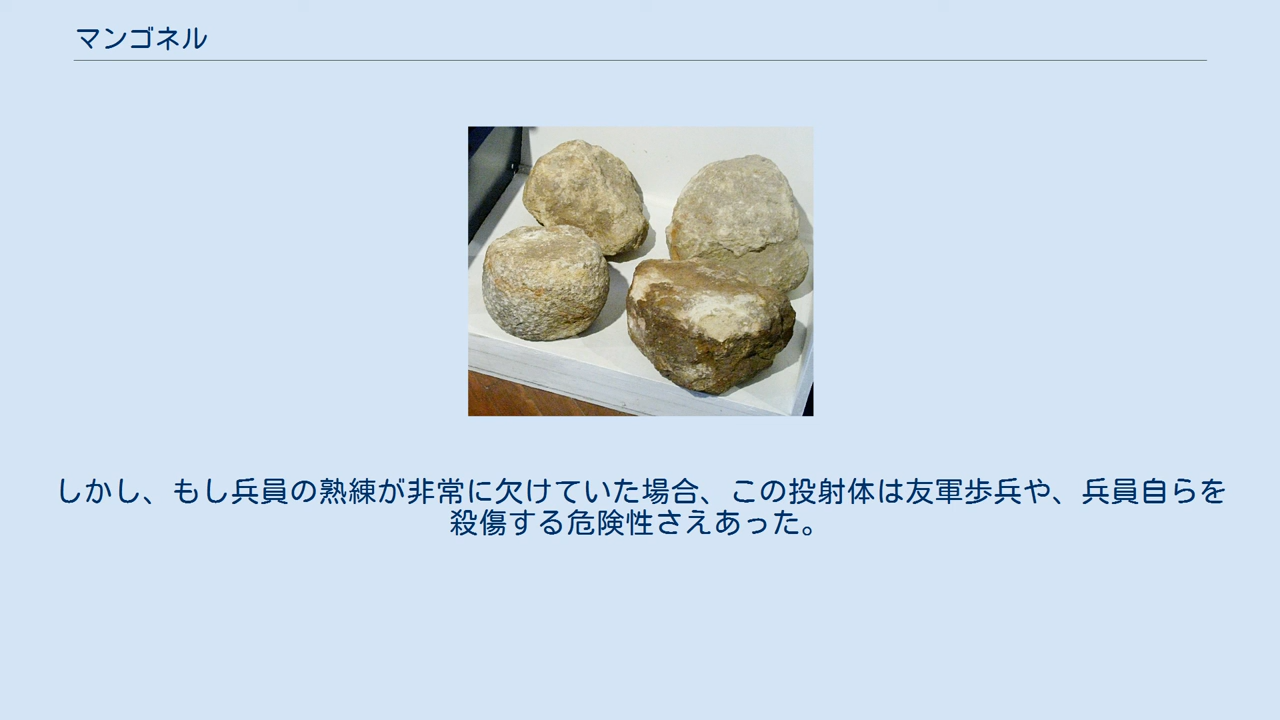 マンゴネル
しかし、もし兵員の熟練が非常に欠けていた場合、この投射体は友軍歩兵や、兵員自らを
殺傷する危険性さえあった。